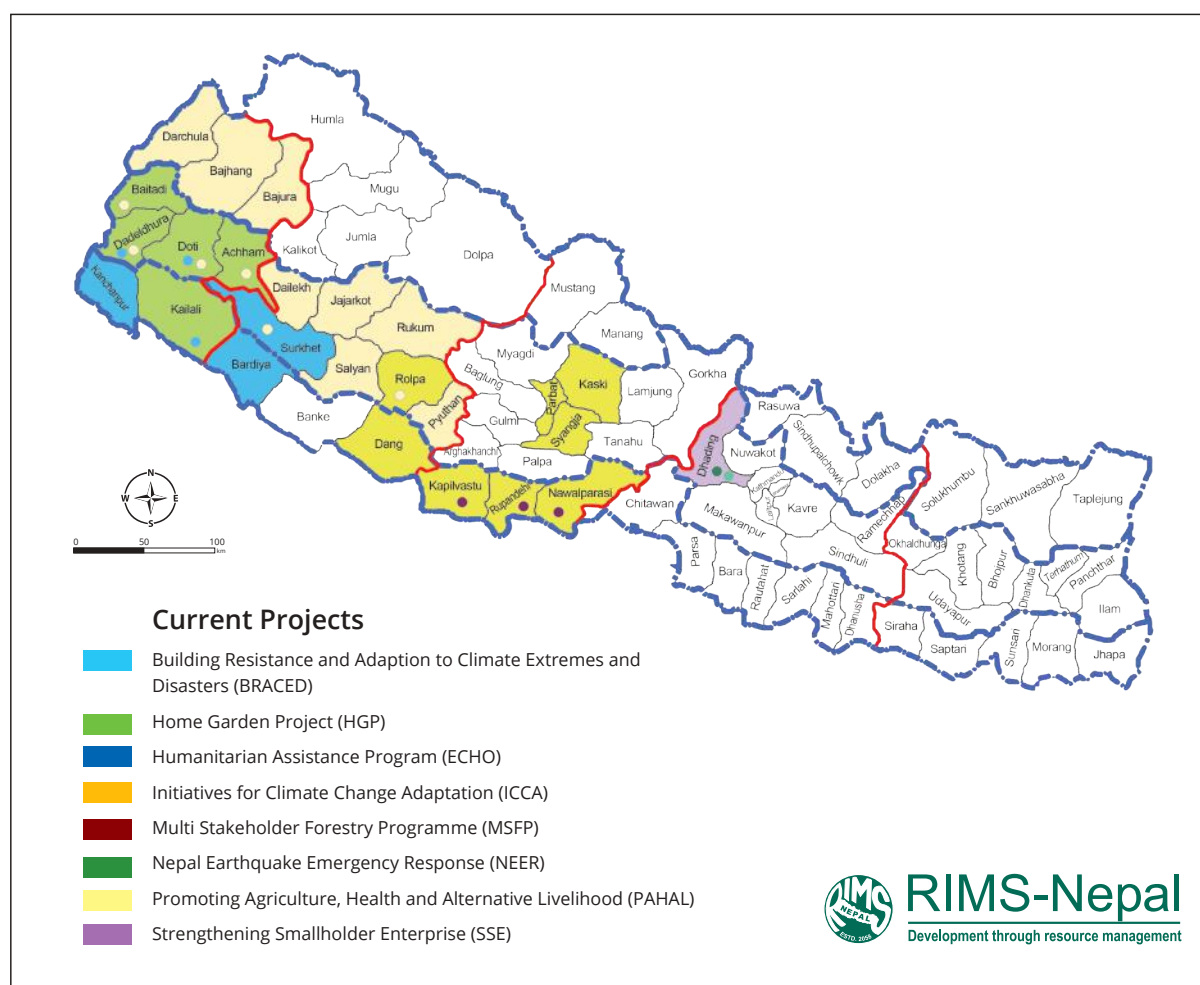 Humla
Darchula
Bajhang
Bajura
Mugu
Baitadi
Dadeldhura
Doti
Achham
Kalikot
Jumla
Dolpa
Kanchanpur
Kailali
Dailekh
Jajarkot
Rukum
Mustang
Manang
Surkhet
Bardiya
Salyan
Rolpa
Myagdi
Baglung
Parbat
Kaski
Lamjung
Gorkha
Banke
Pyuthan
Gulmi
Syangja
Tanahu
Rasuwa
Dang
Arghakhanchi
Palpa
Dhading
Nuwakot
Sindhupalchowk
Dolakha
Kapilvastu
Rupandehi
Nawalparasi
Chitawan
Kathmandu
Lalitpur
Kavre
Ramechhap
Solukhumbu
Sankhuwasabha
Taplejung
Makawanpur
Sindhuli
Okhaldhunga
Khotang
Bhojpur
Dhankuta
Terhathum
Panchthar
Parsa
Bara
Rautahat
Sarlahi
Mahottari
Dhanusha
Udayapur
Ilam
Siraha
Saptari
Sunsari
Morang
Jhapa
N
W E
S
0 50 100
km
Current Projects
Building Resistance and Adaption to Climate Extremes and
Disasters (BRACED)
Home Garden Project (HGP)
Humanitarian Assistance Program (ECHO)
Initiatives for Climate Change Adaptation (ICCA)
Multi Stakeholder Forestry Programme (MSFP)
Nepal Earthquake Emergency Response (NEER)
Promoting Agriculture, Health and Alternative Livelihood (PAHAL)
Strengthening Smallholder Enterprise (SSE)
RIMS
NEPAL
ESTD. 2055
RIMS-Nepal
Development through resource management